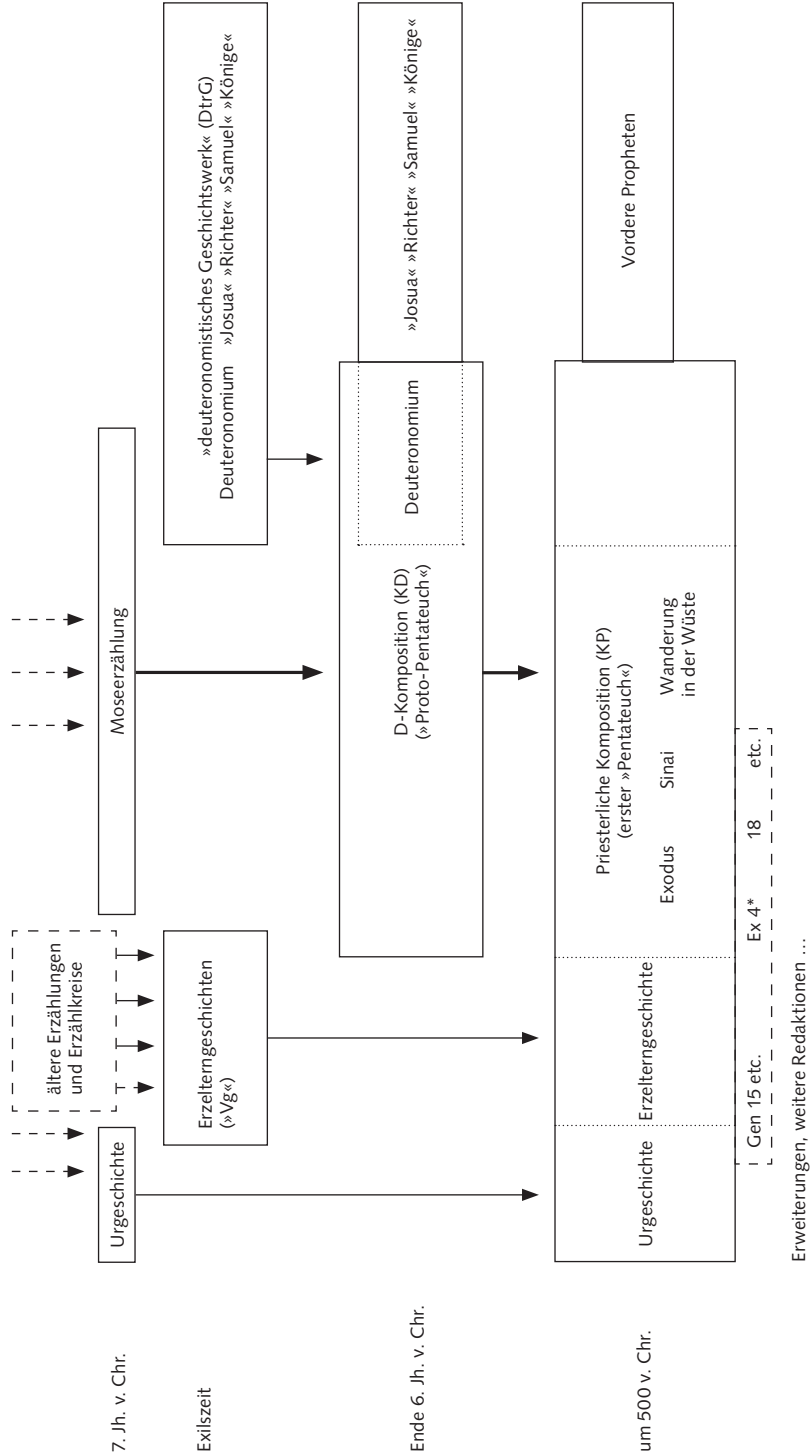 7. Jh. v. Chr.
Urgeschichte
ältere Erzählungen
und Erzählkreise
Moseerzählung
Exilszeit
Erzelterngeschichten
(»Vg«)
»deuteronomistisches Geschichtswerk« (DtrG)
Deuteronomium »Josua« »Richter« »Samuel« »Könige«
Ende 6. Jh. v. Chr.
D-Komposition (KD)
(»Proto-Pentateuch«)
Deuteronomium
»Josua« »Richter« »Samuel« »Könige«
um 500 v. Chr.
Urgeschichte
Erzelterngeschichte
Priesterliche Komposition (KP)
(erster »Pentateuch«)
Exodus Sinai Wanderung
in der Wüste
Vordere Propheten
Gen 15 etc. Ex 4* 18 etc.
Erweiterungen, weitere Redaktionen …